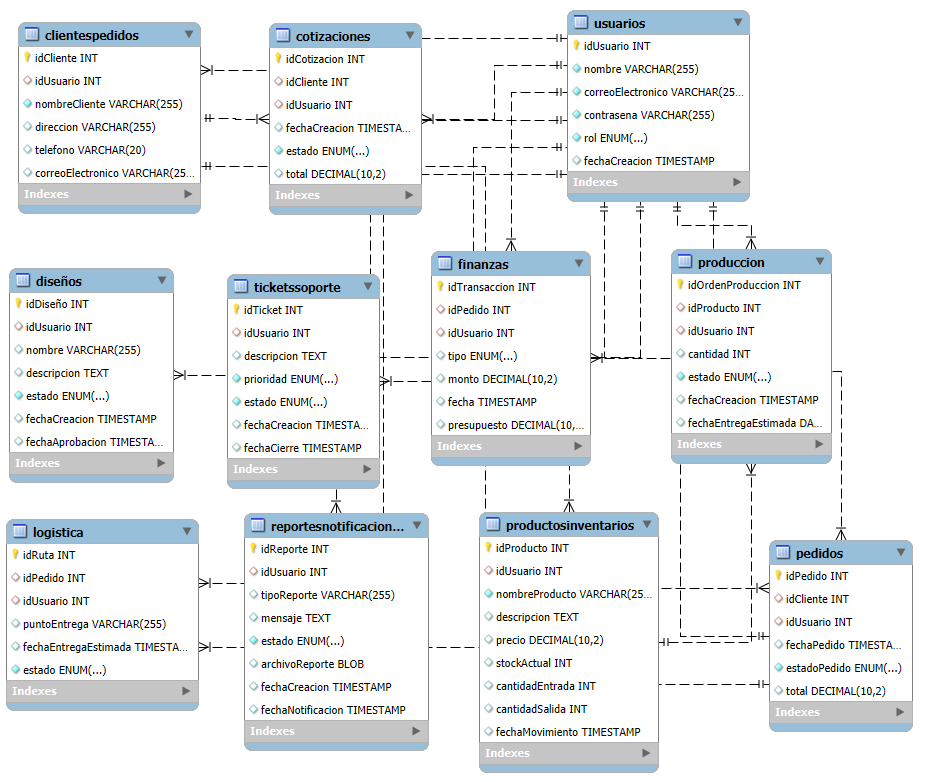 clientespedidos
idCliente INT
idUsuario INT
nombreCliente VARCHAR(255)
direccion VARCHAR(255)
telefono VARCHAR(20)
correoElectronico VARCHAR(25...
Indexes
cotizaciones
idCotizacion INT
idCliente INT
idUsuario INT
fechaCreacion TIMESTA...
estado ENUM(...)
total DECIMAL(10,2)
Indexes
usuarios
idUsuario INT
nombre VARCHAR(255)
correoElectronico VARCHAR(25...
contrasena VARCHAR(255)
rol ENUM(...)
fechaCreacion TIMESTAMP
Indexes
diseños
idDiseño INT
idUsuario INT
nombre VARCHAR(255)
descripcion TEXT
estado ENUM(...)
fechaCreacion TIMESTAMP
fechaAprobacion TIMESTA...
Indexes
ticketssoporte
idTicket INT
idUsuario INT
descripcion TEXT
prioridad ENUM(...)
estado ENUM(...)
fechaCreacion TIMESTA...
fechaCierre TIMESTAMP
Indexes
finanzas
idTransaccion INT
idPedido INT
idUsuario INT
tipo ENUM(...)
monto DECIMAL(10,2)
fecha TIMESTAMP
presupuesto DECIMAL(10,...
Indexes
produccion
idOrdenProduccion INT
idProducto INT
idUsuario INT
cantidad INT
estado ENUM(...)
fechaCreacion TIMESTAMP
fechaEntregaEstimada DA...
Indexes
logistica
idRuta INT
idPedido INT
idUsuario INT
puntoEntrega VARCHAR(255)
fechaEntregaEstimada TIMESTA...
estado ENUM(...)
Indexes
reportesnotificacion...
idReporte INT
idUsuario INT
tipoReporte VARCHAR(255)
mensaje TEXT
estado ENUM(...)
archivoReporte BLOB
fechaCreacion TIMESTAMP
fechaNotificacion TIMESTAMP
Indexes
productosinventarios
idProducto INT
idUsuario INT
nombreProducto VARCHAR(25...
descripcion TEXT
precio DECIMAL(10,2)
stockActual INT
cantidadEntrada INT
cantidadSalida INT
fechaMovimiento TIMESTAMP
Indexes
pedidos
idPedido INT
idCliente INT
idUsuario INT
fechaPedido TIMESTA...
estadoPedido ENUM(...)
total DECIMAL(10,2)
Indexes